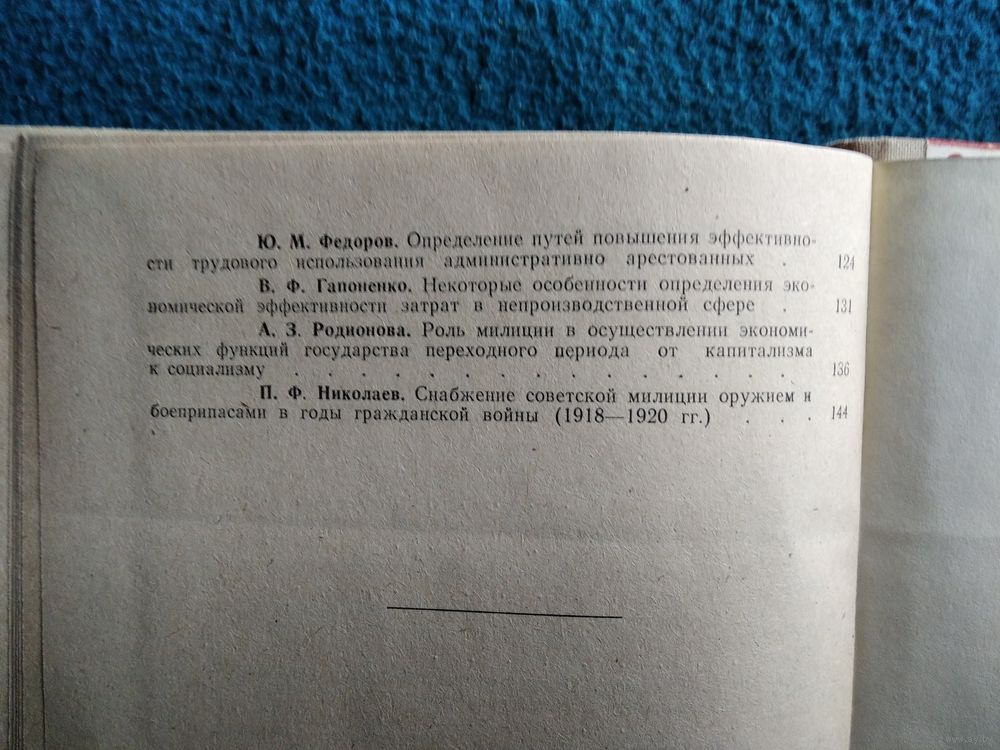 Ю. М. Федоров. Определение путей повышения эффективно-
сти трудового использования административно арестованных . 124
В. Ф. Гапоненко. Некоторые особенности определения эко-
номической эффективности затрат в непроизводственной сфере . 131
А. З. Родионова. Роль милиции в осуществлении экономи-
ческих функций государства переходного периода от капитализма
к социализму . . . . . . . . . . . . . . . 136
П. Ф. Николаев. Снабжение советской милиции оружием и
боеприпасами в годы гражданской войны (1918—1920 гг.) . . . 144